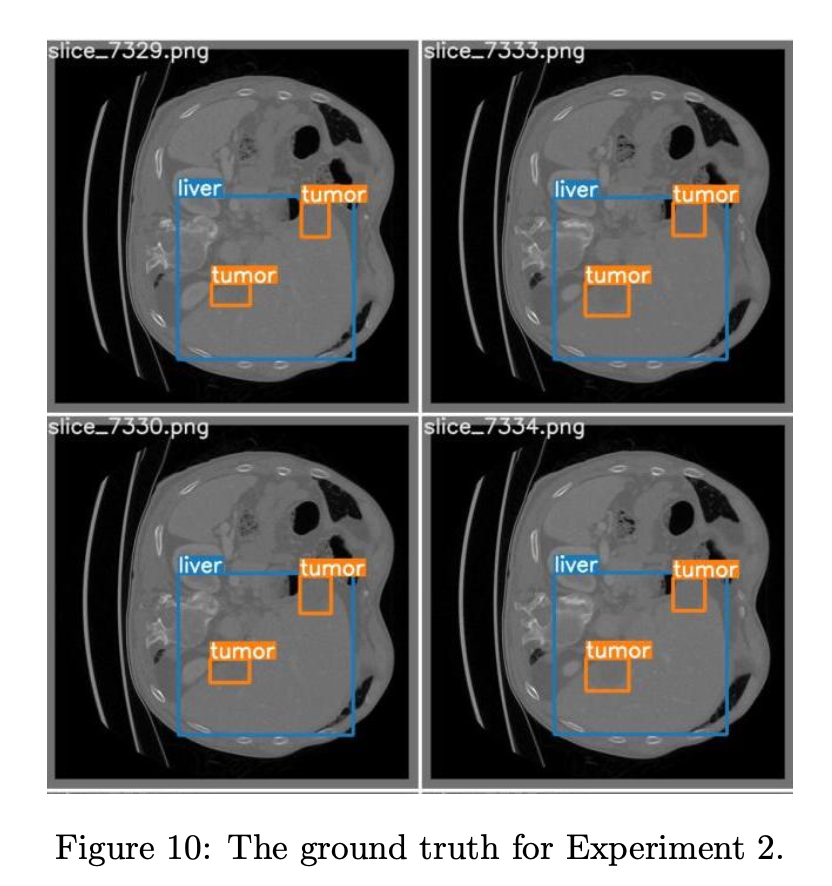 slice_7329.png
slice_7333.png
liver
tumor
tumor
liver
tumor
tumor
slice_7330.png
slice_7334.png
liver
tumor
tumor
liver
tumor
tumor
Figure 10: The ground truth for Experiment 2.